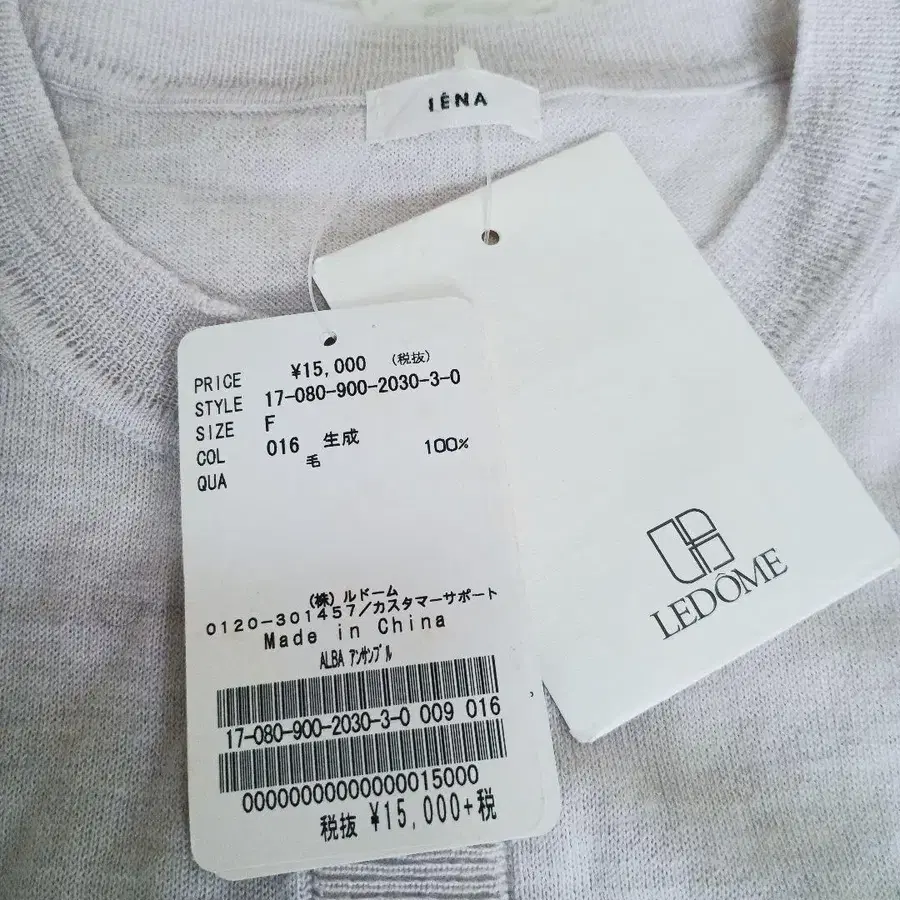 IÉNA
PRICE ¥15,000 (税抜)
STYLE 17-080-900-2030-3-0
SIZE F
COL 016 生成
QUA 毛 100%
(株)ルドーム
0120-301457/カスタマーサポート
Made in China
ALBA アンサンブル
17-080-900-2030-3-0 009 016
00000000000000015000
税抜 ¥15,000+税
LEDÔME